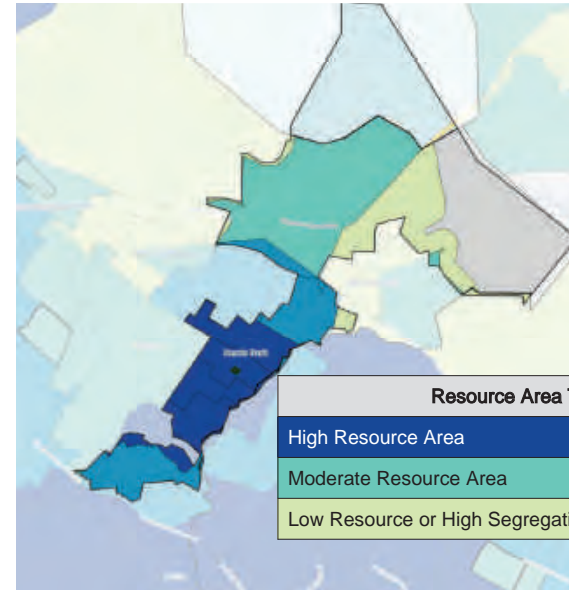 Resource Area
High Resource Area
Moderate Resource Area
Low Resource or High Segregati